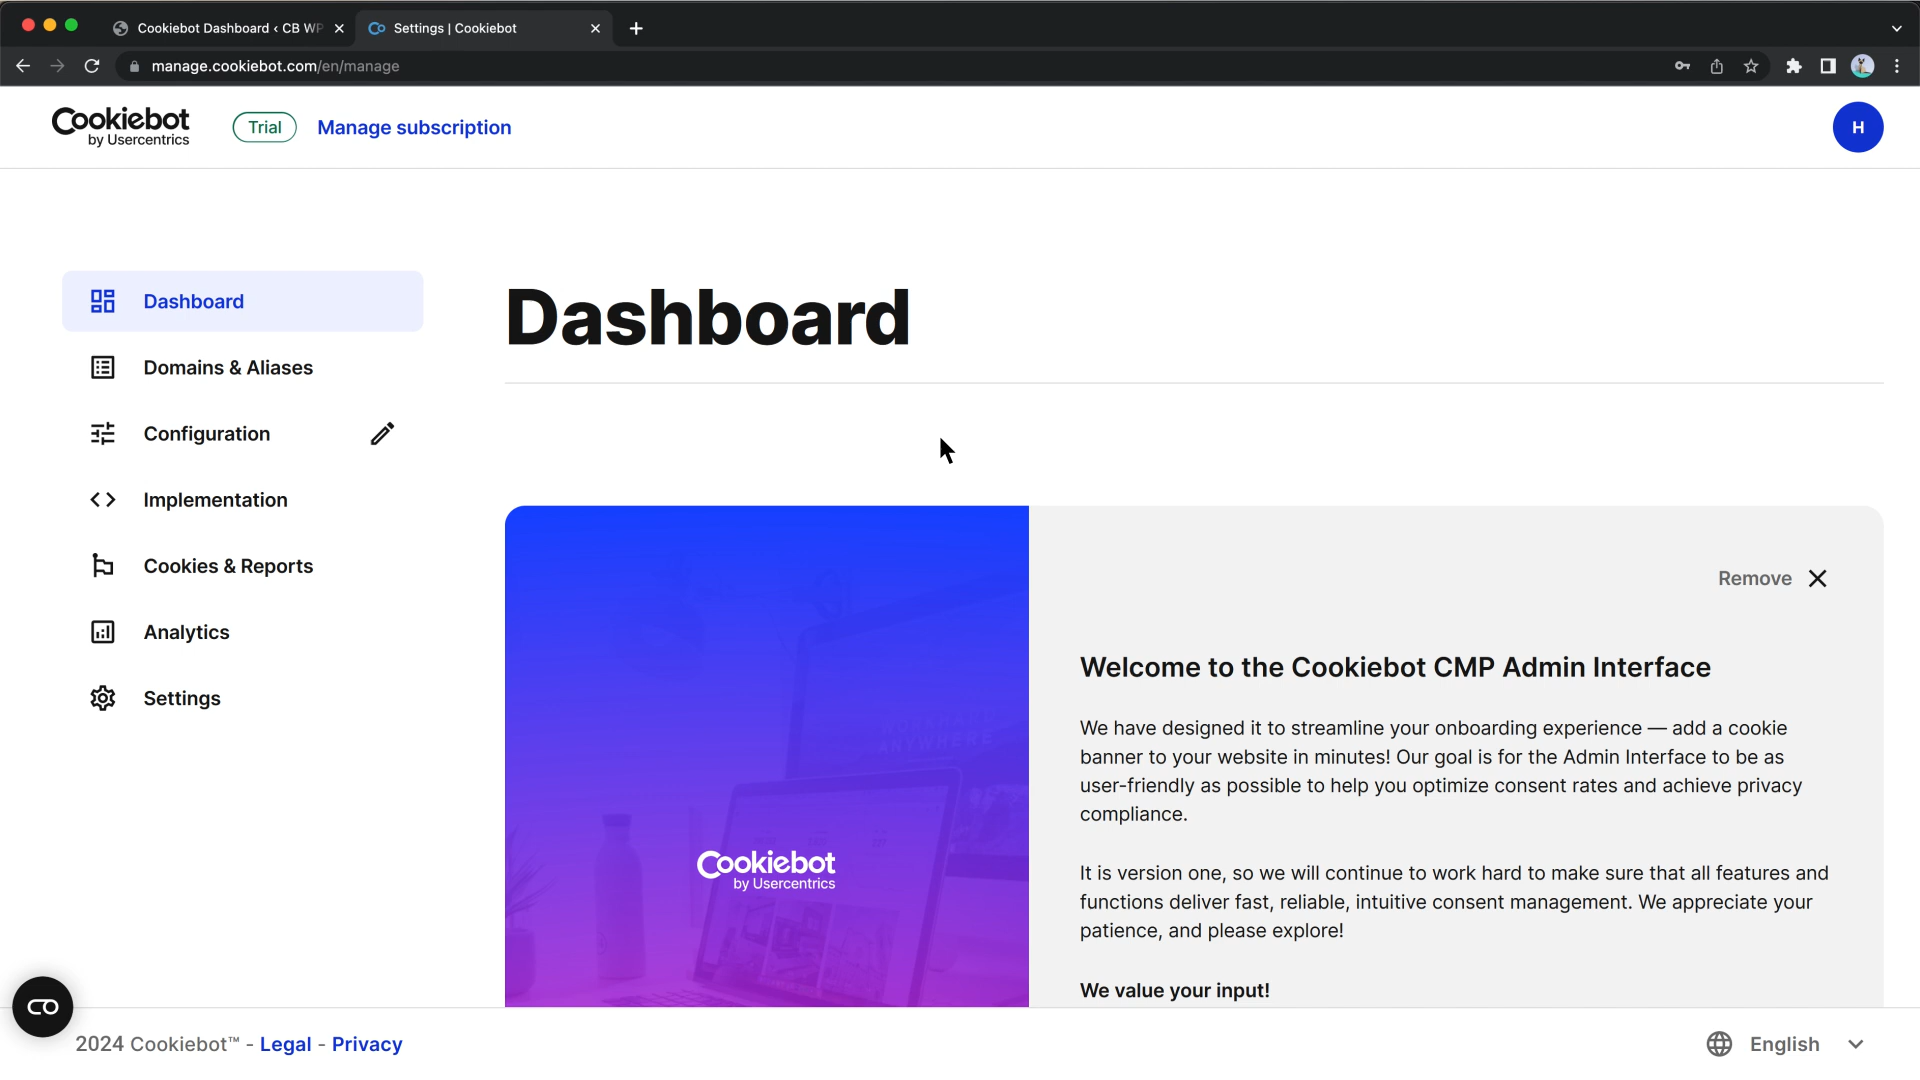 Cookiebot Dashboard ‹ CB WP
Settings | Cookiebot
manage.cookiebot.com/en/manage
Cookiebot
by Usercentrics
Trial
Manage subscription
H
Dashboard
Domains & Aliases
Configuration
Implementation
Cookies & Reports
Analytics
Settings
Dashboard
WORK HARD
ANYWHERE
Cookiebot
by Usercentrics
Remove
Welcome to the Cookiebot CMP Admin Interface
We have designed it to streamline your onboarding experience — add a cookie
banner to your website in minutes! Our goal is for the Admin Interface to be as
user-friendly as possible to help you optimize consent rates and achieve privacy
compliance.
It is version one, so we will continue to work hard to make sure that all features and
functions deliver fast, reliable, intuitive consent management. We appreciate your
patience, and please explore!
We value your input!
2024 Cookiebot™ - Legal - Privacy
English